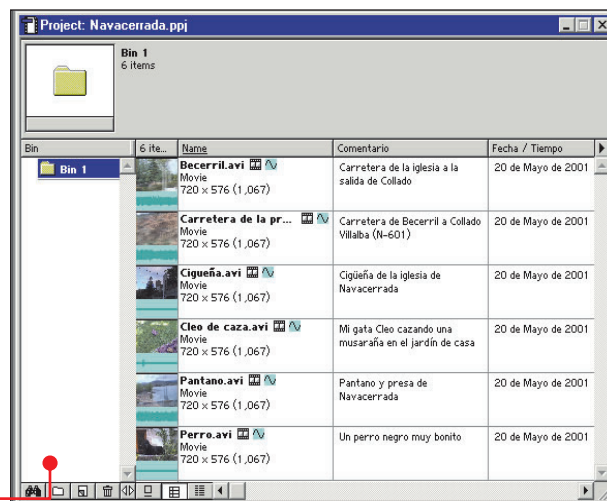 Project: Navacerrada.ppj
Bin 1
6 items
Bin
6 ite...
Name
Comentario
Fecha / Tiempo
Bin 1
Becerril.avi
Movie
720 × 576 (1,067)
Carretera de la iglesia a la
salida de Collado
20 de Mayo de 2001
Carretera de la pr...
Movie
720 × 576 (1,067)
Carretera de Becerril a Collado
Villalba (N-601)
20 de Mayo de 2001
Cigueña.avi
Movie
720 × 576 (1,067)
Cigüeña de la iglesia de
Navacerrada
20 de Mayo de 2001
Cleo de caza.avi
Movie
720 × 576 (1,067)
Mi gata Cleo cazando una
musaraña en el jardín de casa
20 de Mayo de 2001
Pantano.avi
Movie
720 × 576 (1,067)
Pantano y presa de
Navacerrada
20 de Mayo de 2001
Perro.avi
Movie
720 × 576 (1,067)
Un perro negro muy bonito
20 de Mayo de 2001